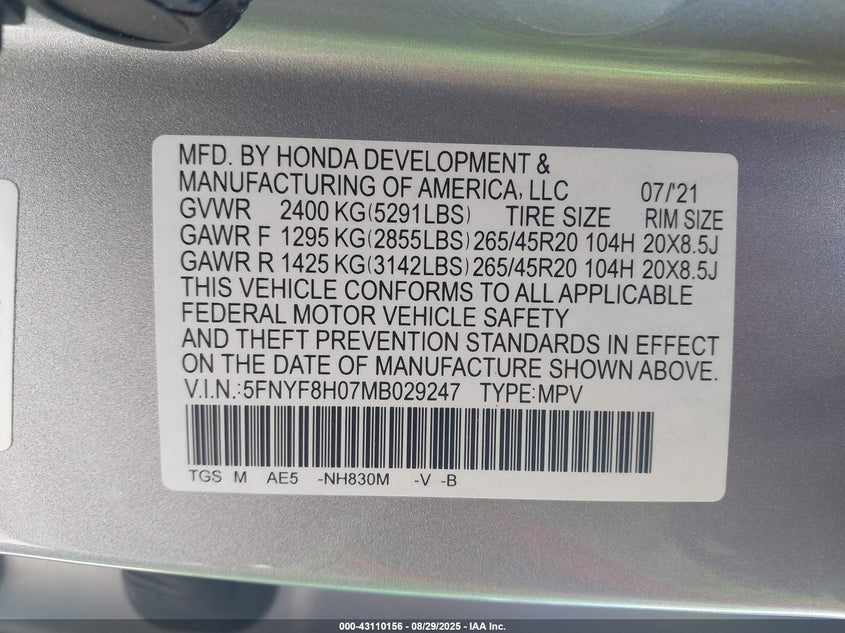 MFD. BY HONDA DEVELOPMENT &
MANUFACTURING OF AMERICA, LLC 07/'21
GVWR 2400 KG(5291LBS) TIRE SIZE RIM SIZE
GAWR F 1295 KG(2855LBS) 265/45R20 104H 20X8.5J
GAWR R 1425 KG(3142LBS) 265/45R20 104H 20X8.5J
THIS VEHICLE CONFORMS TO ALL APPLICABLE
FEDERAL MOTOR VEHICLE SAFETY
AND THEFT PREVENTION STANDARDS IN EFFECT
ON THE DATE OF MANUFACTURE SHOWN ABOVE.
V.I.N.:5FNYF8H07MB029247 TYPE:MPV
TGS M AE5 -NH830M -V -B
000-43110156 - 08/29/2025 - IAA Inc.